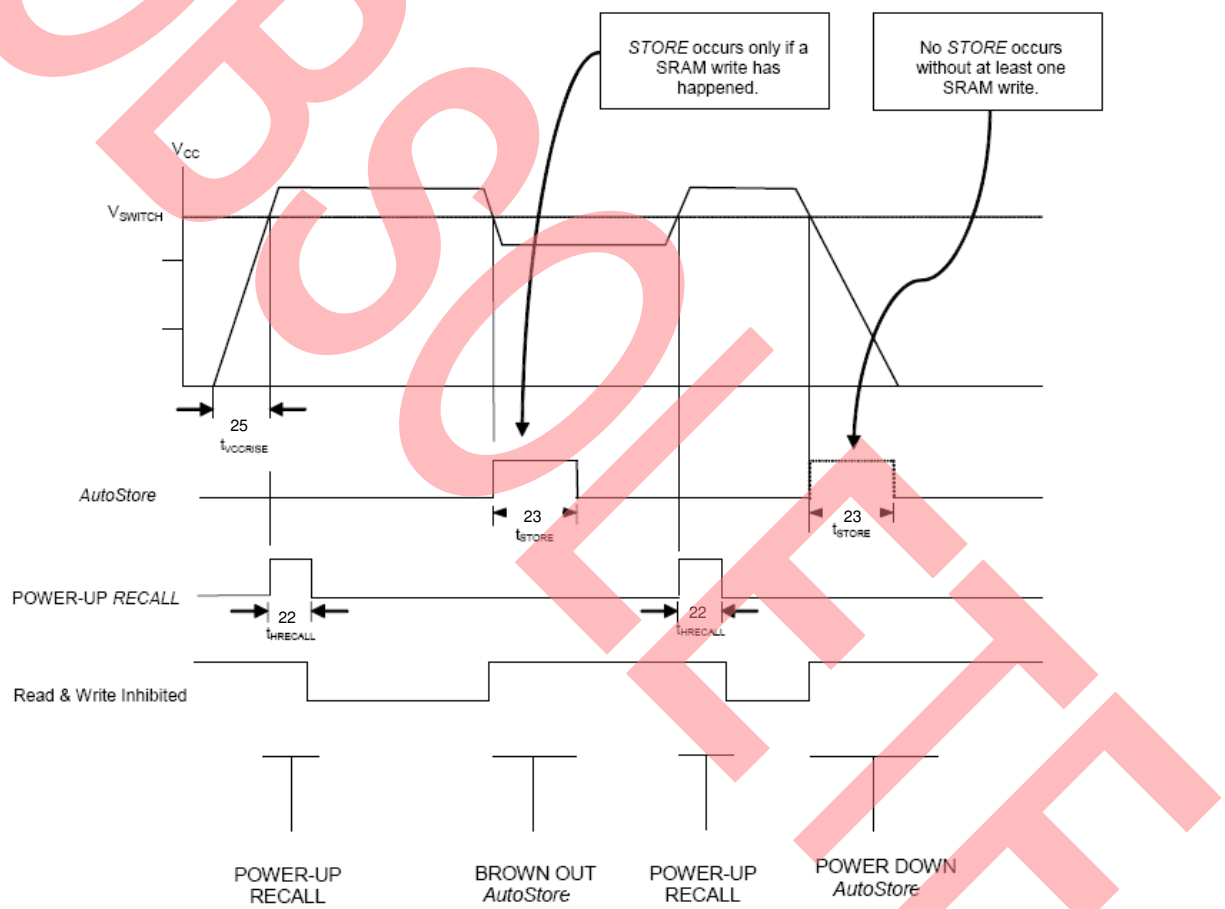 STORE occurs only if a
SRAM write has
happened.
No STORE occurs
without at least one
SRAM write.
VCC
VSWITCH
25
tVCCRISE
AutoStore
23
tSTORE
23
tSTORE
POWER-UP RECALL
22
tHRECALL
22
tHRECALL
Read & Write Inhibited
POWER-UP
RECALL
BROWN OUT
AutoStore
POWER-UP
RECALL
POWER DOWN
AutoStore
OBSOLETE